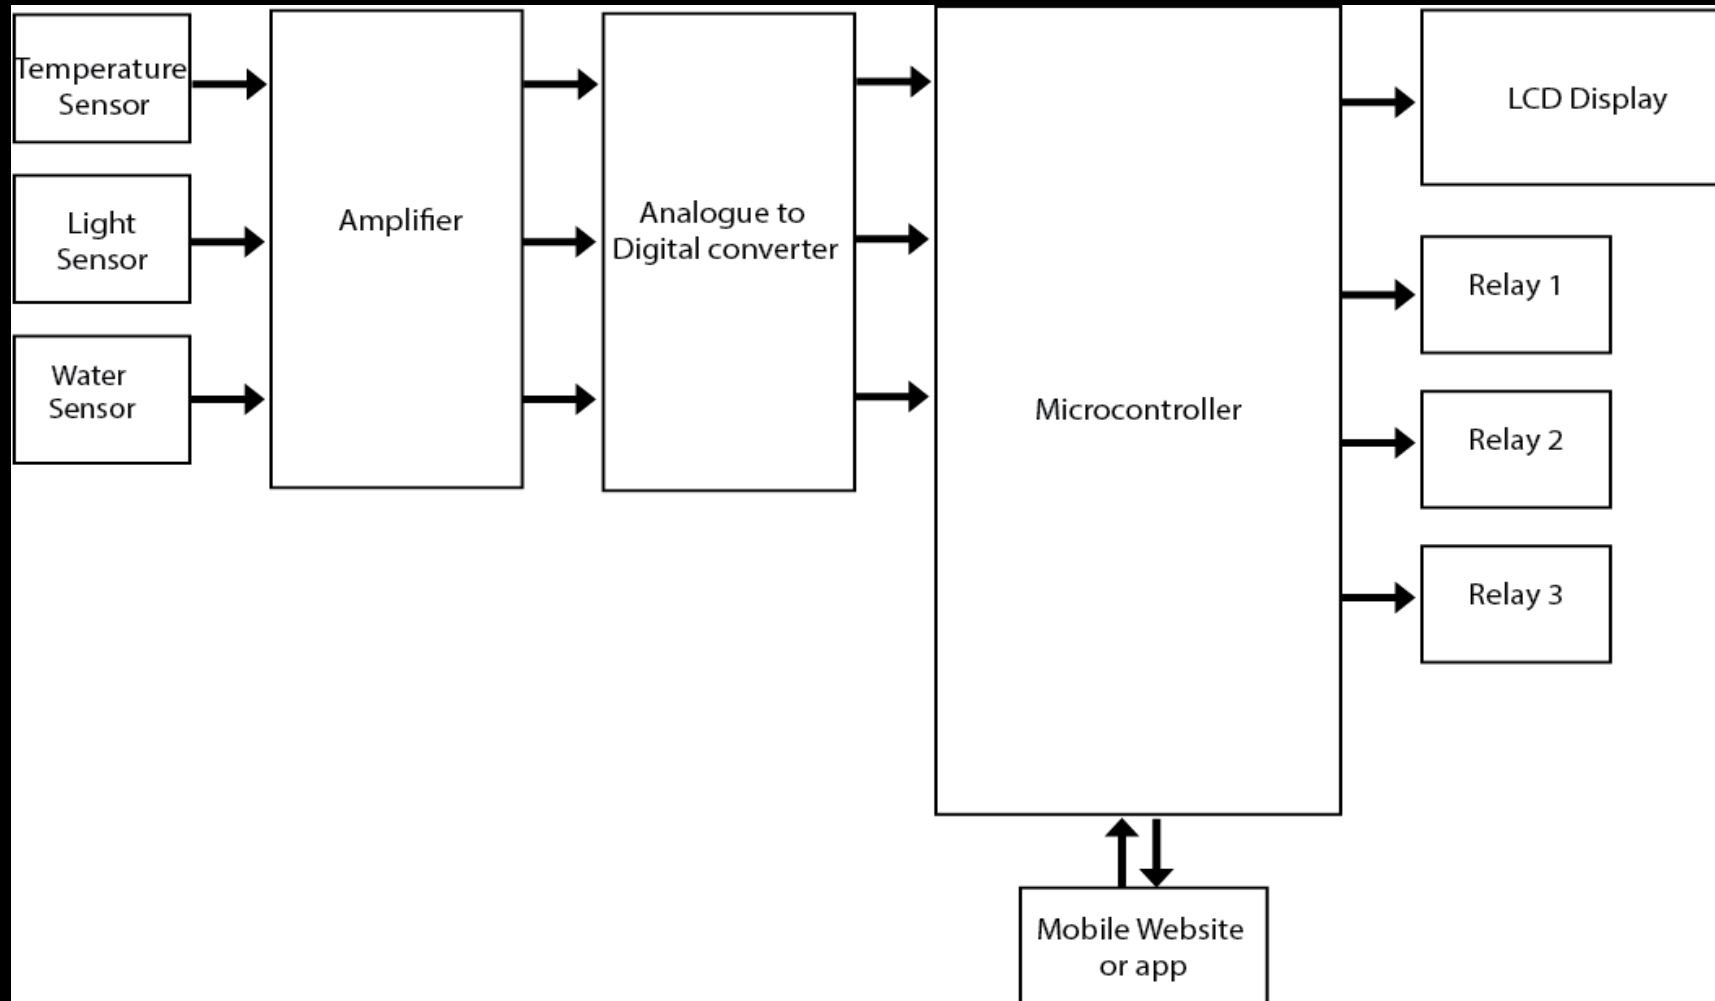 Temperature
Sensor
Light
Sensor
Water
Sensor
Amplifier
Analogue to
Digital converter
Microcontroller
LCD Display
Relay 1
Relay 2
Relay 3
Mobile Website
or app